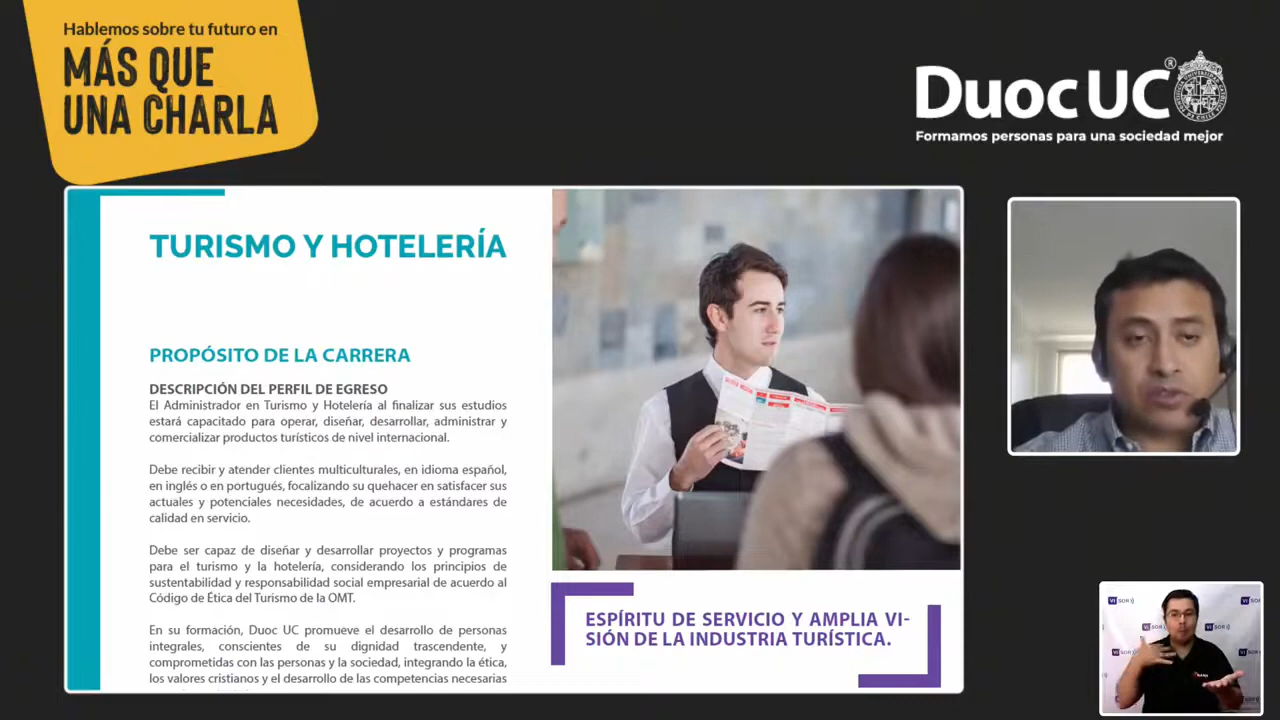 Hablemos sobre tu futuro en
MÁS QUE
UNA CHARLA
DuocUC®
Formamos personas para una sociedad mejor
TURISMO Y HOTELERÍA
PROPÓSITO DE LA CARRERA
DESCRIPCIÓN DEL PERFIL DE EGRESO
El Administrador en Turismo y Hotelería al finalizar sus estudios
estará capacitado para operar, diseñar, desarrollar, administrar y
comercializar productos turísticos de nivel internacional.
Debe recibir y atender clientes multiculturales, en idioma español,
en inglés o en portugués, focalizando su quehacer en satisfacer sus
actuales y potenciales necesidades, de acuerdo a estándares de
calidad en servicio.
Debe ser capaz de diseñar y desarrollar proyectos y programas
para el turismo y la hotelería, considerando los principios de
sustentabilidad y responsabilidad social empresarial de acuerdo al
Código de Ética del Turismo de la OMT.
En su formación, Duoc UC promueve el desarrollo de personas
integrales, conscientes de su dignidad trascendente, y
comprometidas con las personas y la sociedad, integrando la ética,
los valores cristianos y el desarrollo de las competencias necesarias
ESPÍRITU DE SERVICIO Y AMPLIA VI-
SIÓN DE LA INDUSTRIA TURÍSTICA.